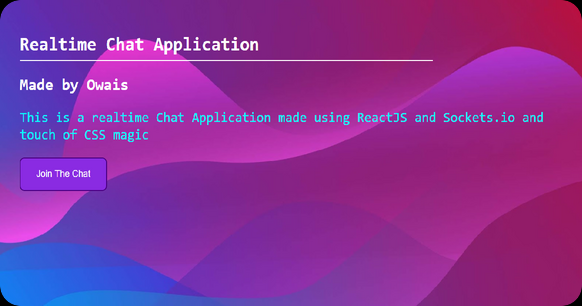 Realtime Chat Application
Made by Owais
This is a realtime Chat Application made using ReactJS and Sockets.io and
touch of CSS magic
Join The Chat